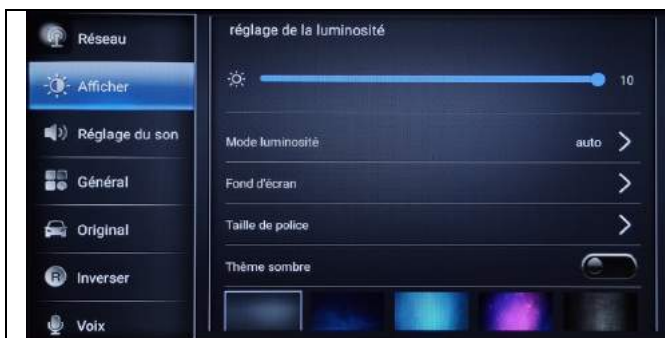 Réseau
Afficher
Réglage du son
Général
Original
R Inverser
Voix
réglage de la luminosité
10
Mode luminosité auto
Fond d'écran
Taille de police
Thème sombre